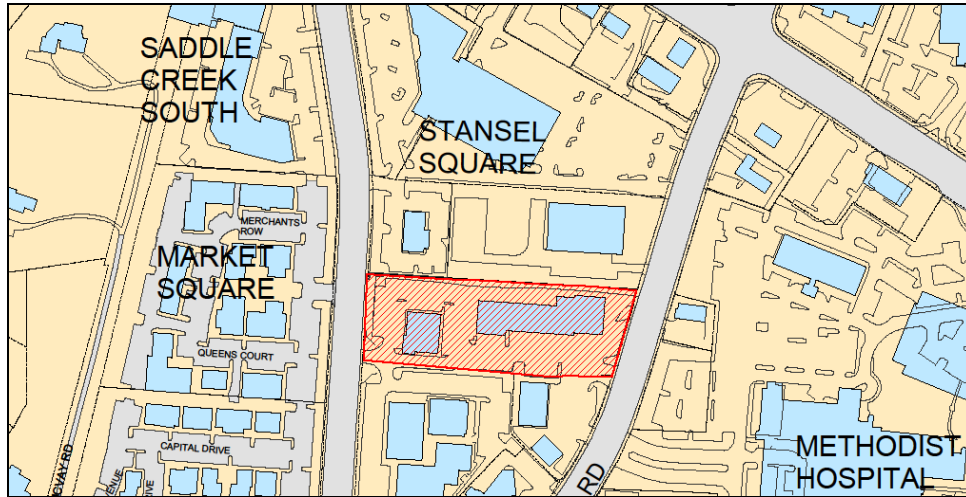 SADDLE
CREEK
SOUTH
STANSEL
SQUARE
MERCHANTS
ROW
MARKET
SQUARE
QUEENS COURT
CAPITAL DRIVE
RD
METHODIST
HOSPITAL